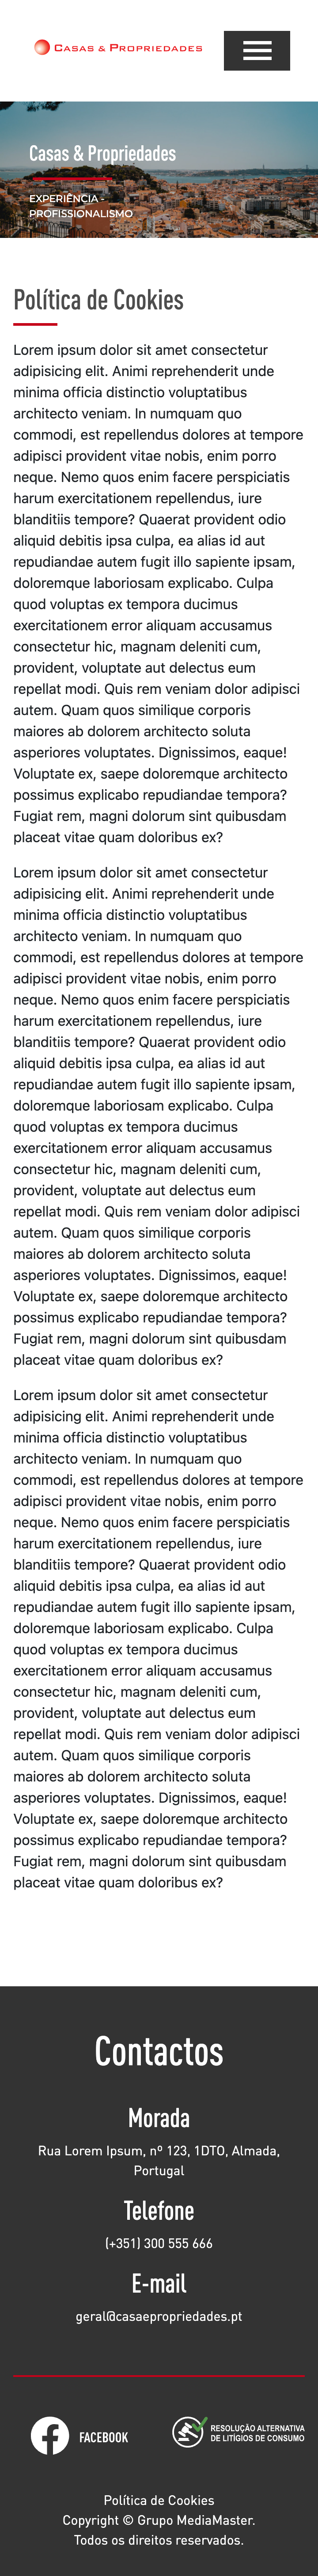 Casas & Propriedades
Casas & Propriedades
EXPERIÊNCIA -
PROFISSIONALISMO
Política de Cookies
Lorem ipsum dolor sit amet consectetur
adipisicing elit. Animi reprehenderit unde
minima officia distinctio voluptatibus
architecto veniam. In numquam quo
commodi, est repellendus dolores at tempore
adipisci provident vitae nobis, enim porro
neque. Nemo quos enim facere perspiciatis
harum exercitationem repellendus, iure
blanditiis tempore? Quaerat provident odio
aliquid debitis ipsa culpa, ea alias id aut
repudiandae autem fugit illo sapiente ipsam,
doloremque laboriosam explicabo. Culpa
quod voluptas ex tempora ducimus
exercitationem error aliquam accusamus
consectetur hic, magnam deleniti cum,
provident, voluptate aut delectus eum
repellat modi. Quis rem veniam dolor adipisci
autem. Quam quos similique corporis
maiores ab dolorem architecto soluta
asperiores voluptates. Dignissimos, eaque!
Voluptate ex, saepe doloremque architecto
possimus explicabo repudiandae tempora?
Fugiat rem, magni dolorum sint quibusdam
placeat vitae quam doloribus ex?
Lorem ipsum dolor sit amet consectetur
adipisicing elit. Animi reprehenderit unde
minima officia distinctio voluptatibus
architecto veniam. In numquam quo
commodi, est repellendus dolores at tempore
adipisci provident vitae nobis, enim porro
neque. Nemo quos enim facere perspiciatis
harum exercitationem repellendus, iure
blanditiis tempore? Quaerat provident odio
aliquid debitis ipsa culpa, ea alias id aut
repudiandae autem fugit illo sapiente ipsam,
doloremque laboriosam explicabo. Culpa
quod voluptas ex tempora ducimus
exercitationem error aliquam accusamus
consectetur hic, magnam deleniti cum,
provident, voluptate aut delectus eum
repellat modi. Quis rem veniam dolor adipisci
autem. Quam quos similique corporis
maiores ab dolorem architecto soluta
asperiores voluptates. Dignissimos, eaque!
Voluptate ex, saepe doloremque architecto
possimus explicabo repudiandae tempora?
Fugiat rem, magni dolorum sint quibusdam
placeat vitae quam doloribus ex?
Lorem ipsum dolor sit amet consectetur
adipisicing elit. Animi reprehenderit unde
minima officia distinctio voluptatibus
architecto veniam. In numquam quo
commodi, est repellendus dolores at tempore
adipisci provident vitae nobis, enim porro
neque. Nemo quos enim facere perspiciatis
harum exercitationem repellendus, iure
blanditiis tempore? Quaerat provident odio
aliquid debitis ipsa culpa, ea alias id aut
repudiandae autem fugit illo sapiente ipsam,
doloremque laboriosam explicabo. Culpa
quod voluptas ex tempora ducimus
exercitationem error aliquam accusamus
consectetur hic, magnam deleniti cum,
provident, voluptate aut delectus eum
repellat modi. Quis rem veniam dolor adipisci
autem. Quam quos similique corporis
maiores ab dolorem architecto soluta
asperiores voluptates. Dignissimos, eaque!
Voluptate ex, saepe doloremque architecto
possimus explicabo repudiandae tempora?
Fugiat rem, magni dolorum sint quibusdam
placeat vitae quam doloribus ex?
Contactos
Morada
Rua Lorem Ipsum, nº 123, 1DTO, Almada,
Portugal
Telefone
(+351) 300 555 666
E-mail
geral@casaepropriedades.pt
FACEBOOK
RESOLUÇÃO ALTERNATIVA
DE LITÍGIOS DE CONSUMO
Política de Cookies
Copyright © Grupo MediaMaster.
Todos os direitos reservados.